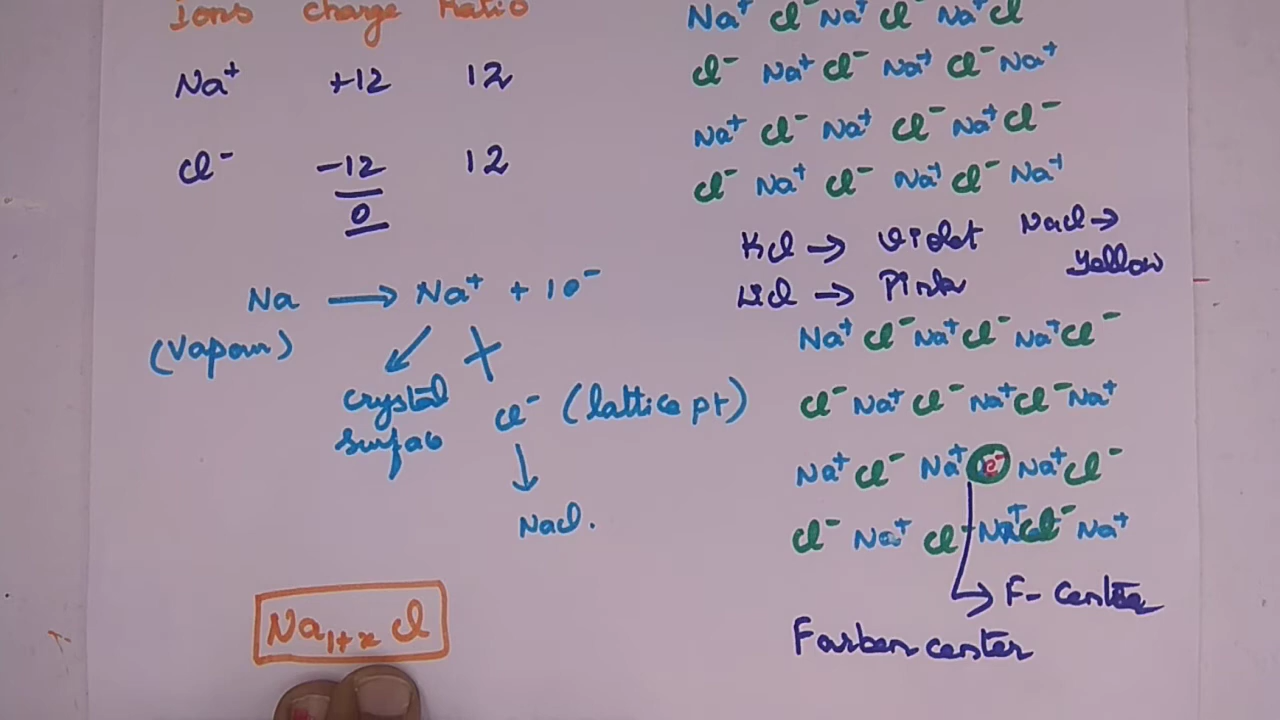 Ions Charge Ratio
Na⁺ +12 12
Cl⁻ -12 12
0
Na → Na⁺ + 1e⁻
(Vapour)
Crystal
surface
Cl⁻ (lattice pt)
NaCl.
Na₁₊ₓ Cl
Na⁺ Cl⁻ Na⁺ Cl⁻ Na⁺ Cl
Cl⁻ Na⁺ Cl⁻ Na⁺ Cl⁻ Na⁺
Na⁺ Cl⁻ Na⁺ Cl⁻ Na⁺ Cl⁻
Cl⁻ Na⁺ Cl⁻ Na⁺ Cl⁻ Na⁺
KCl → Violet NaCl →
Yellow
LiCl → Pink
Na⁺ Cl⁻ Na⁺ Cl⁻ Na⁺ Cl⁻
Cl⁻ Na⁺ Cl⁻ Na⁺ Cl⁻ Na⁺
Na⁺ Cl⁻ Na⁺ e⁻ Na⁺ Cl⁻
Cl⁻ Na⁺ Cl⁻ Na⁺ Cl⁻ Na⁺
F- center
Farben center